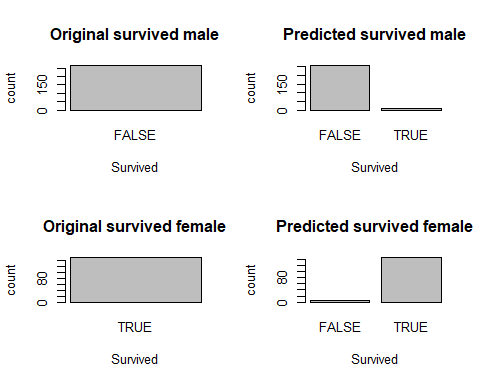 Original survived male
count
0
150
FALSE
Survived
Predicted survived male
count
0
150
FALSE TRUE
Survived
Original survived female
count
0
80
TRUE
Survived
Predicted survived female
count
0
80
FALSE TRUE
Survived